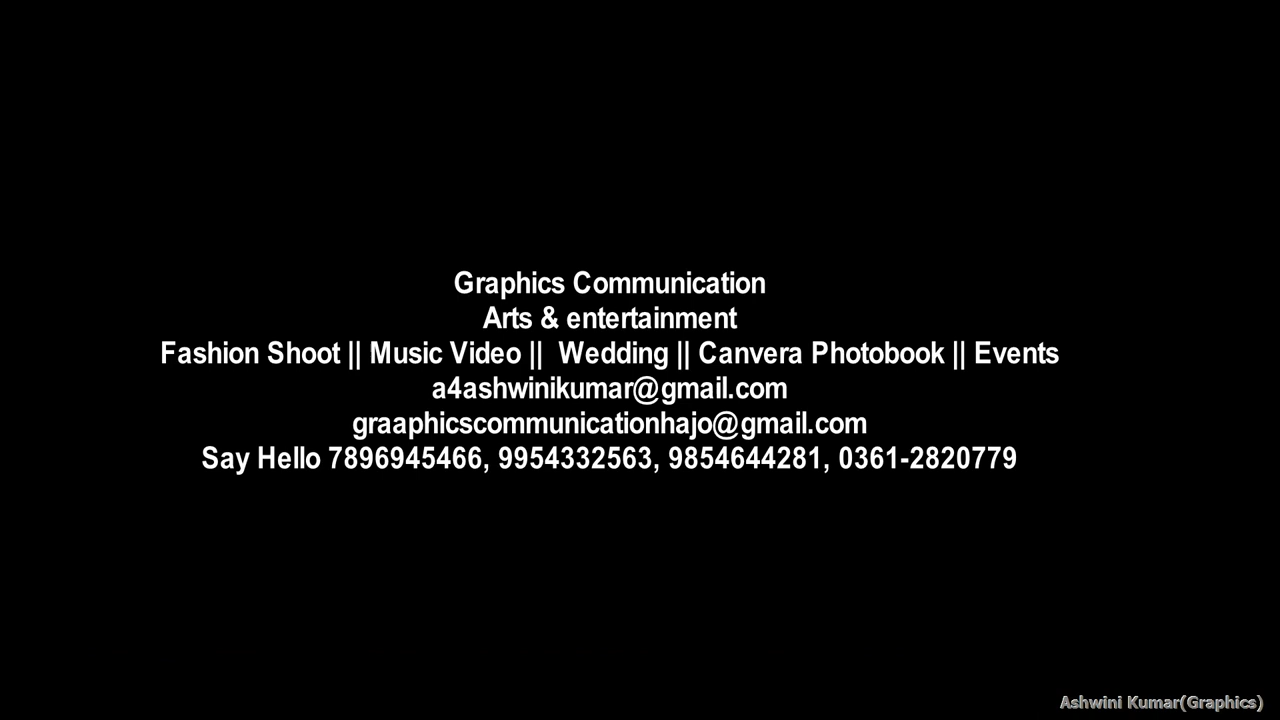 Graphics Communication
Arts & entertainment
Fashion Shoot || Music Video || Wedding || Canvera Photobook || Events
a4ashwinikumar@gmail.com
graaphicscommunicationhajo@gmail.com
Say Hello 7896945466, 9954332563, 9854644281, 0361-2820779
Ashwini Kumar(Graphics)